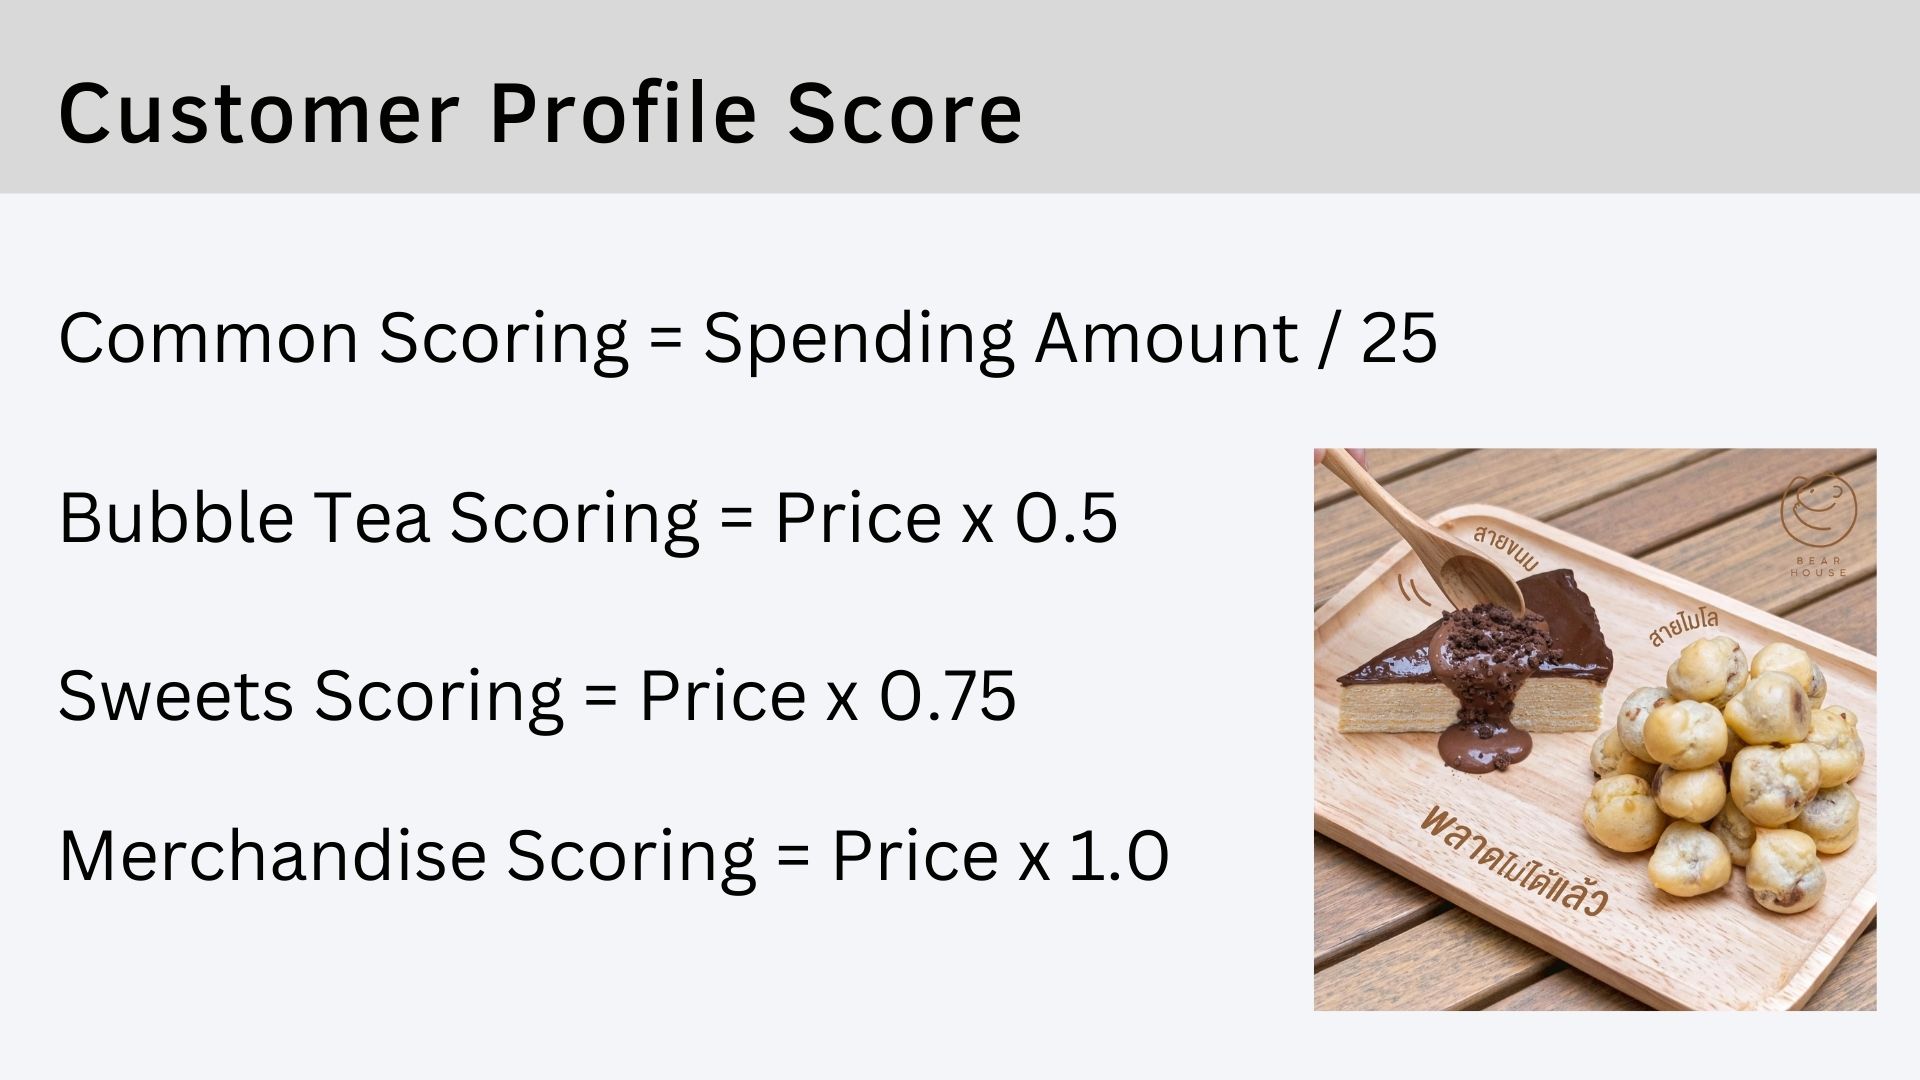 Customer Profile Score
Common Scoring = Spending Amount / 25
Bubble Tea Scoring = Price x 0.5
Sweets Scoring = Price x 0.75
Merchandise Scoring = Price x 1.0
BEAR
HOUSE
สายขนม
สายไมโล
พลาดไม่ได้แล้ว